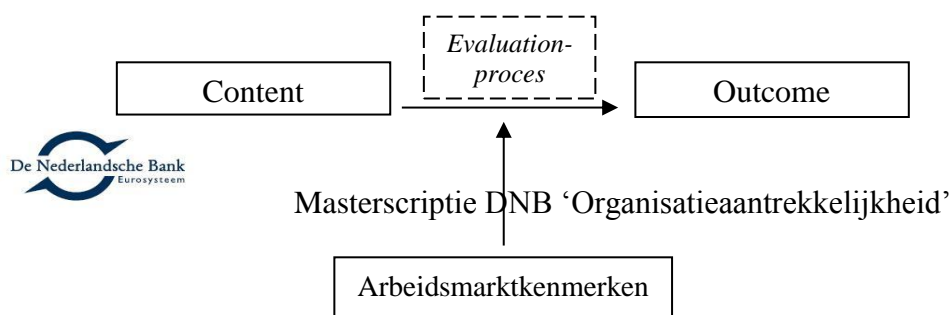 Evaluation-
proces
Content
Outcome
De Nederlandsche Bank
Eurosysteem
Masterscriptie DNB ‘Organisatieaantrekkelijkheid’
Arbeidsmarktkenmerken